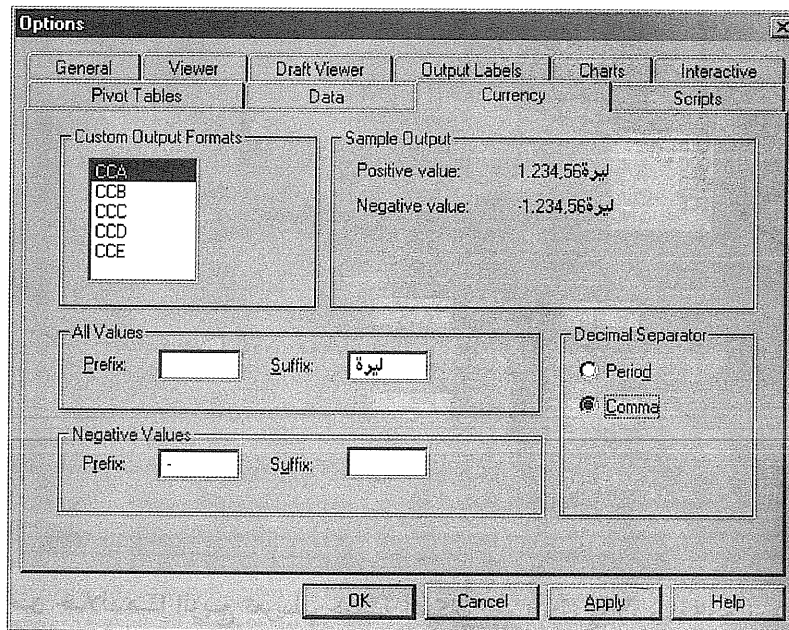 Options
General Viewer Draft Viewer Output Labels Charts Interactive
Pivot Tables Data Currency Scripts
Custom Output Formats
CCA
CCB
CCC
CCD
CCE
Sample Output
Positive value: 1.234,56ليرة
Negative value: -1.234,56ليرة
All Values
Prefix: Suffix: ليرة
Decimal Separator
Period
Comma
Negative Values
Prefix: - Suffix:
OK Cancel Apply Help